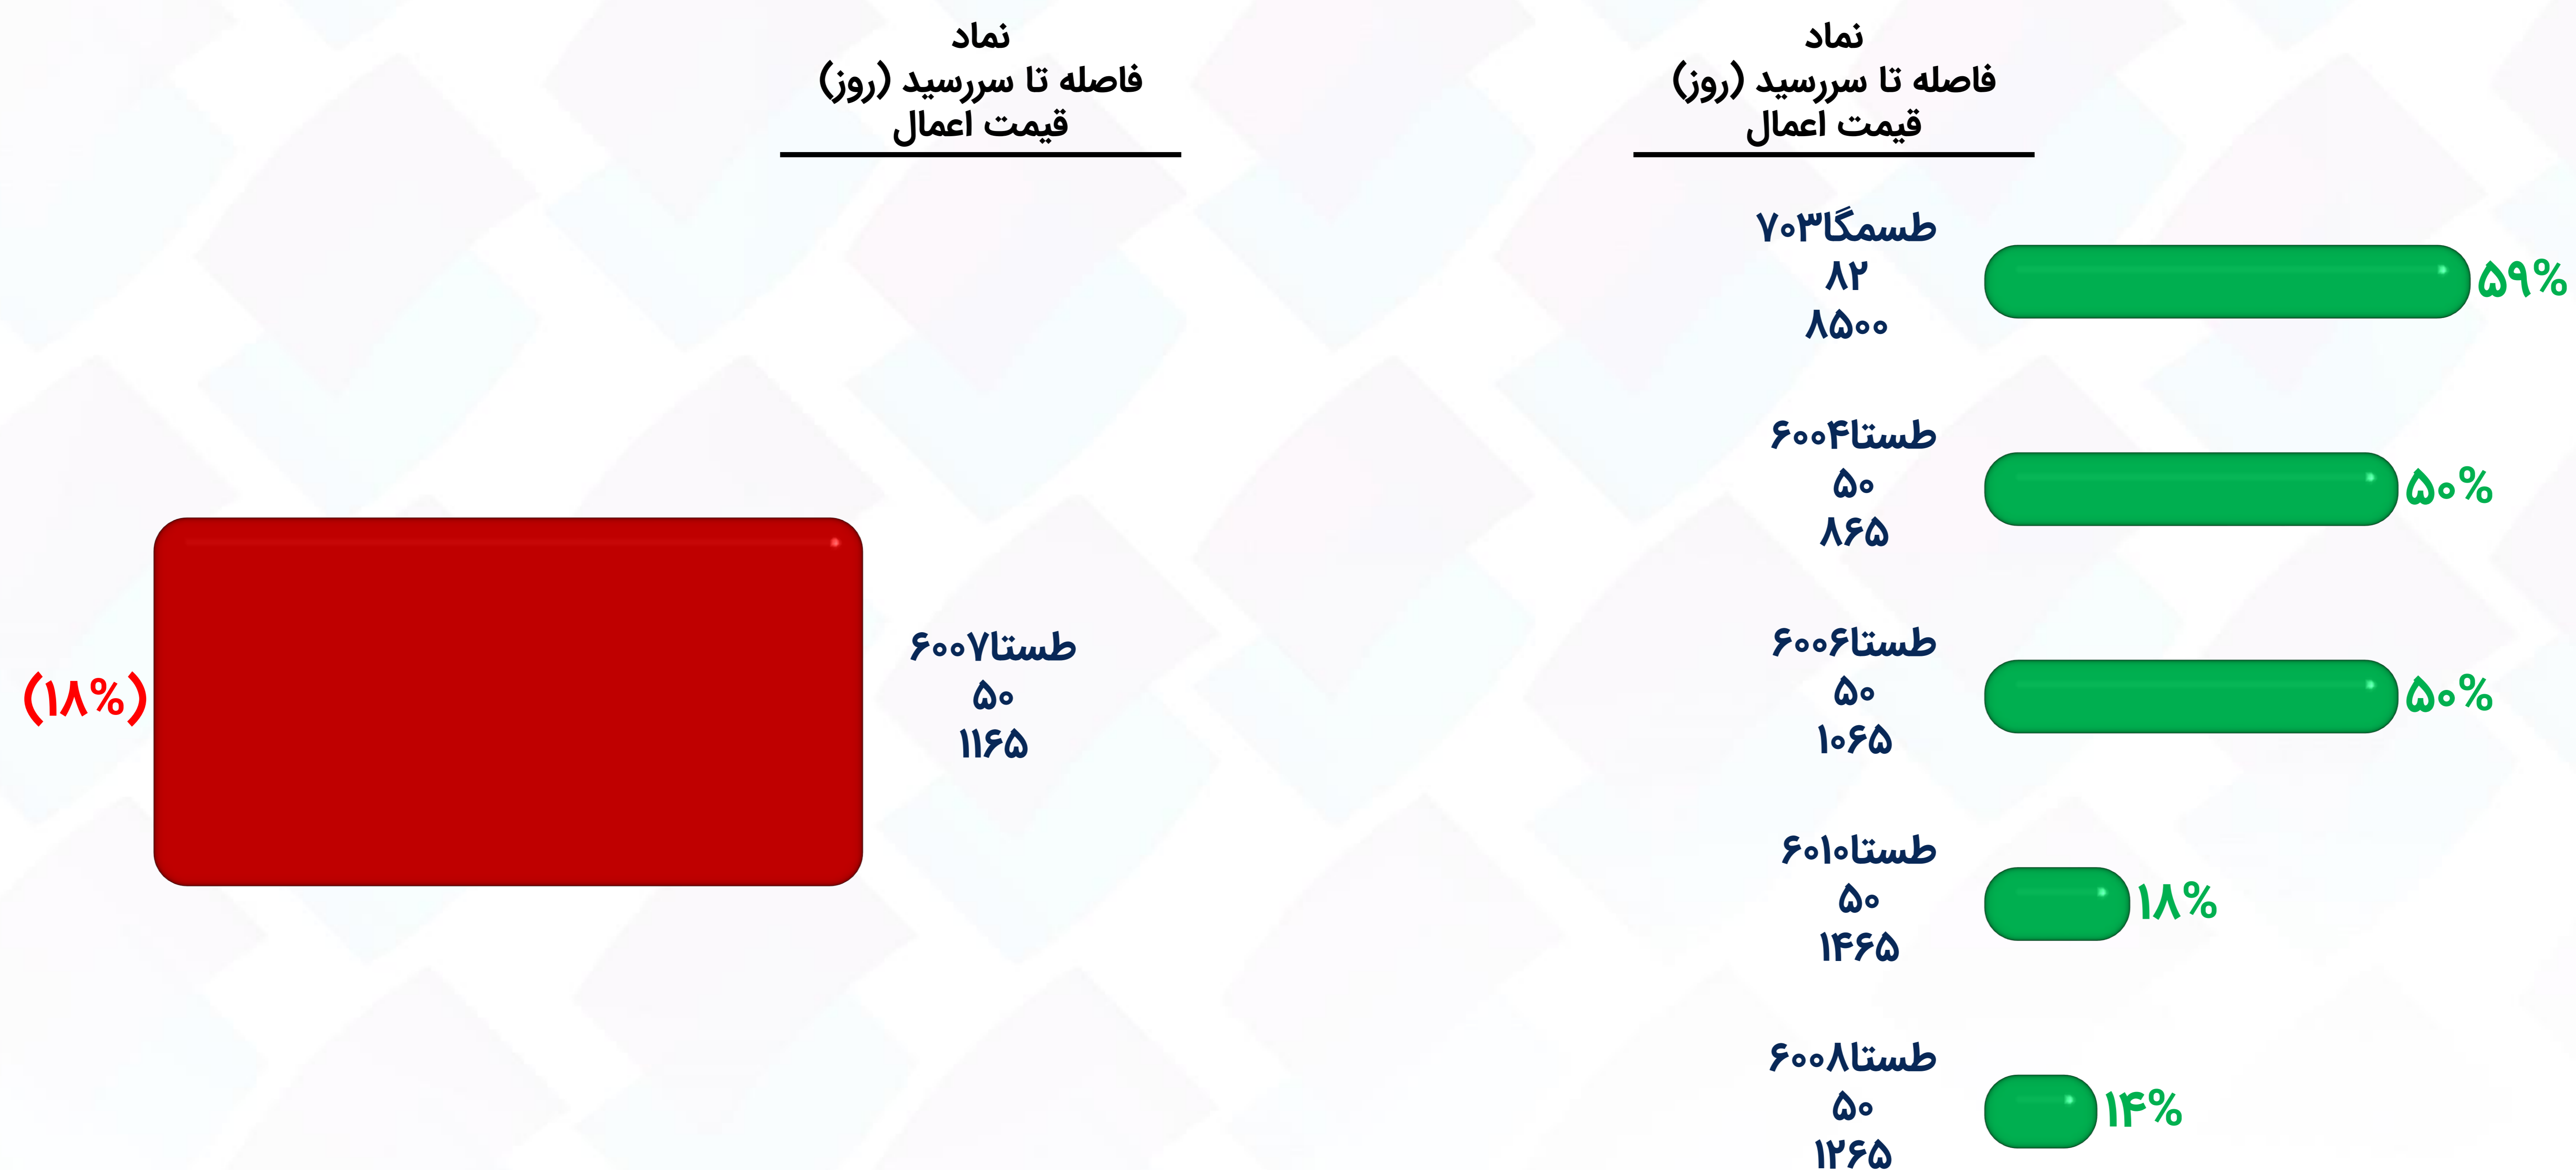 نماد
فاصله تا سررسید (روز)
قیمت اعمال
طسمگا۷۰۳
۸۲
۸۵۰۰
۵۹%
طستا۶۰۰۴
۵۰
۸۶۵
۵۰%
طستا۶۰۰۶
۵۰
۱۰۶۵
۵۰%
طستا۶۰۱۰
۵۰
۱۴۶۵
۱۸%
طستا۶۰۰۸
۵۰
۱۲۶۵
۱۴%
نماد
فاصله تا سررسید (روز)
قیمت اعمال
طستا۶۰۰۷
۵۰
۱۱۶۵
(۱۸%)